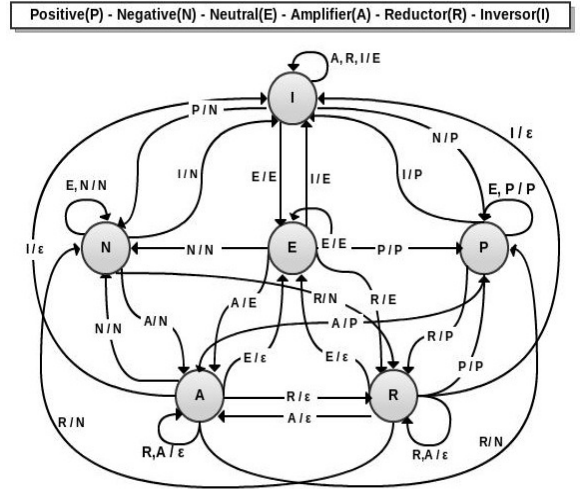 Positive(P) - Negative(N) - Neutral(E) - Amplifier(A) - Reductor(R) - Inversor(I)
A, R, I / E
I
P / N
N / P
I / ε
I / N
E / E
I / E
I / P
E, N / N
E, P / P
N
N / N
E
E / E
P / P
P
I / ε
A / E
R / N
R / E
N / N
A / N
A / P
R / P
E / ε
E / ε
P / P
A
R / ε
R
A / ε
R / N
R,A / ε
R,A / ε
R / N